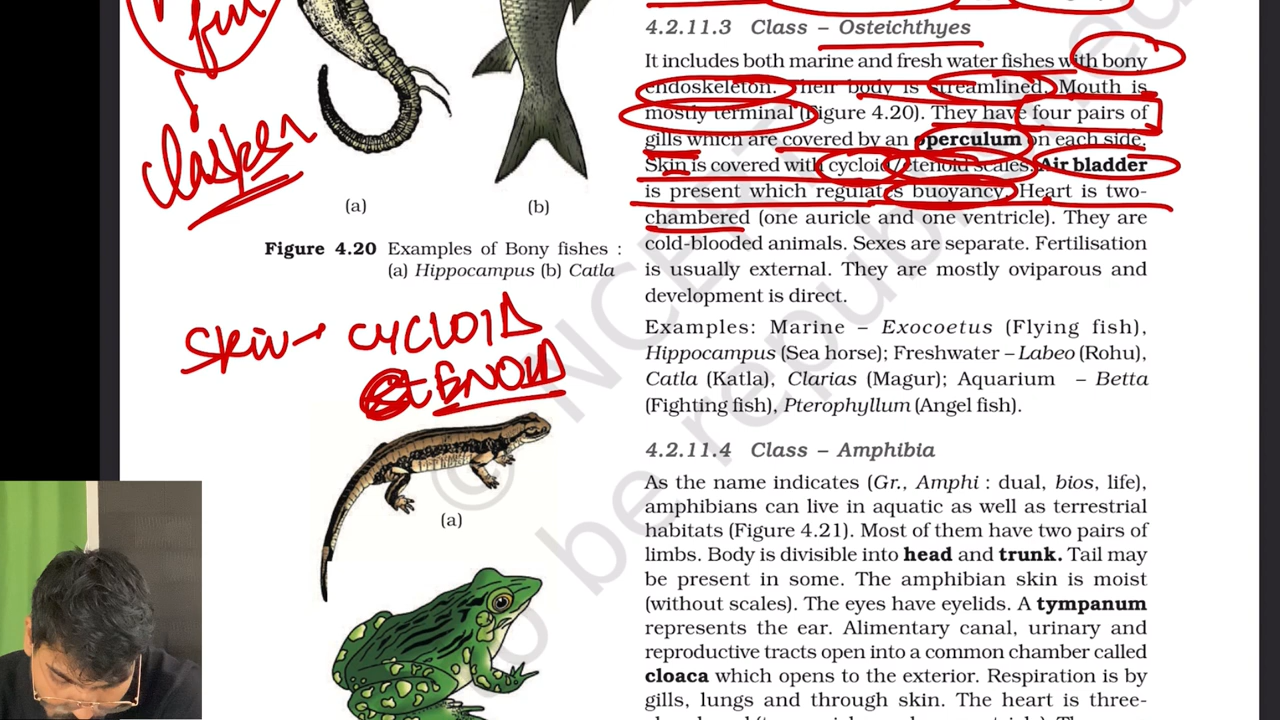 fin
clasper
(a)
(b)
Figure 4.20 Examples of Bony fishes :
(a) Hippocampus (b) Catla
Skin → CYCLOID
CTENOID
(a)
4.2.11.3 Class – Osteichthyes
It includes both marine and fresh water fishes with bony
endoskeleton. Their body is streamlined. Mouth is
mostly terminal (Figure 4.20). They have four pairs of
gills which are covered by an operculum on each side.
Skin is covered with cycloid/ctenoid scales. Air bladder
is present which regulates buoyancy. Heart is two-
chambered (one auricle and one ventricle). They are
cold-blooded animals. Sexes are separate. Fertilisation
is usually external. They are mostly oviparous and
development is direct.
Examples: Marine – Exocoetus (Flying fish),
Hippocampus (Sea horse); Freshwater – Labeo (Rohu),
Catla (Katla), Clarias (Magur); Aquarium – Betta
(Fighting fish), Pterophyllum (Angel fish).
4.2.11.4 Class – Amphibia
As the name indicates (Gr., Amphi : dual, bios, life),
amphibians can live in aquatic as well as terrestrial
habitats (Figure 4.21). Most of them have two pairs of
limbs. Body is divisible into head and trunk. Tail may
be present in some. The amphibian skin is moist
(without scales). The eyes have eyelids. A tympanum
represents the ear. Alimentary canal, urinary and
reproductive tracts open into a common chamber called
cloaca which opens to the exterior. Respiration is by
gills, lungs and through skin. The heart is three-
© NCERT
to be republished